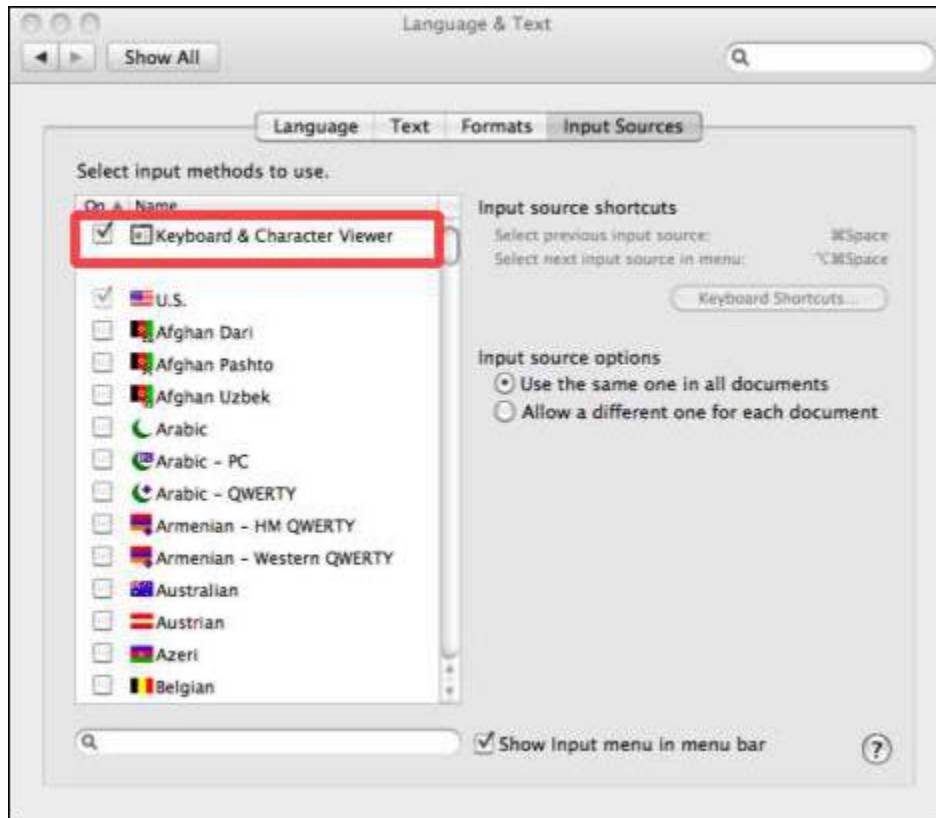 Language & Text
Show All
Language Text Formats Input Sources
Select input methods to use.
On Name
Keyboard & Character Viewer
U.S.
Afghan Dari
Afghan Pashto
Afghan Uzbek
Arabic
Arabic - PC
Arabic - QWERTY
Armenian - HM QWERTY
Armenian - Western QWERTY
Australian
Austrian
Azeri
Belgian
Input source shortcuts
Select previous input source: ⌘Space
Select next input source in menu: ⌥⌘Space
Keyboard Shortcuts...
Input source options
Use the same one in all documents
Allow a different one for each document
Show Input menu in menu bar
?